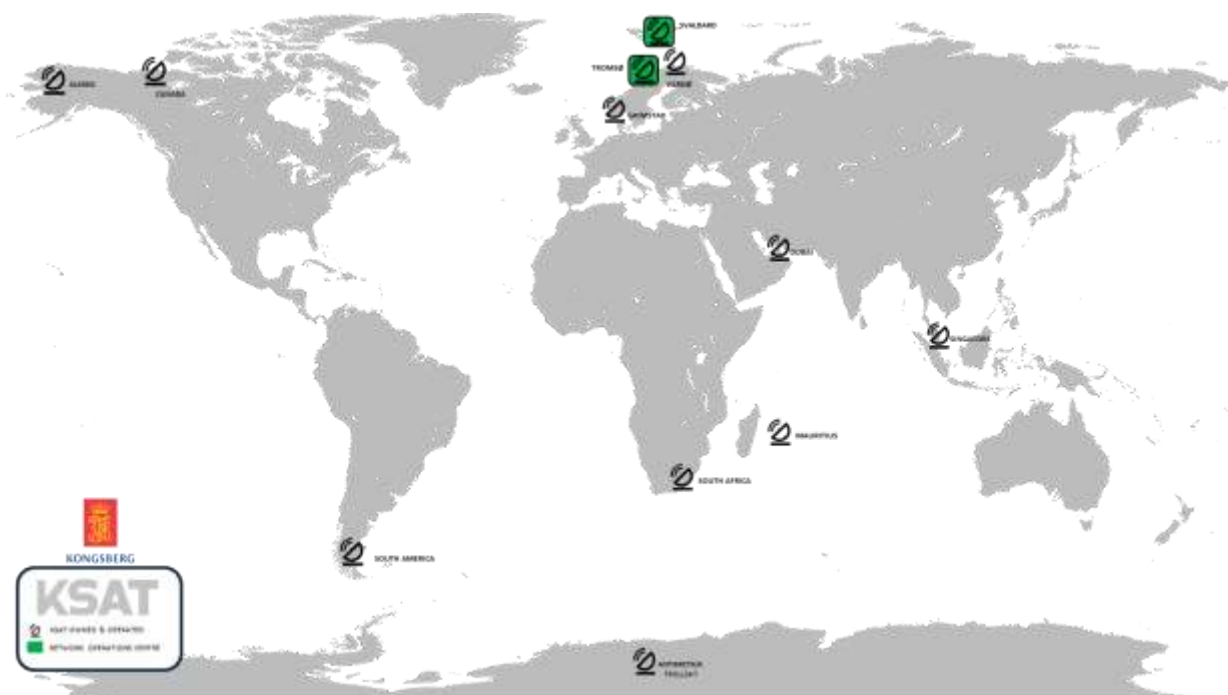 SVALBARD
TROMSØ
VARDØ
ALASKA
CANADA
GRIMSTAD
DUBAI
SINGAPORE
MAURITIUS
SOUTH AFRICA
SOUTH AMERICA
KONGSBERG
KSAT
KSAT OWNED & OPERATED
NETWORK OPERATIONS CENTRE
ANTARCTICA
TROLLSAT